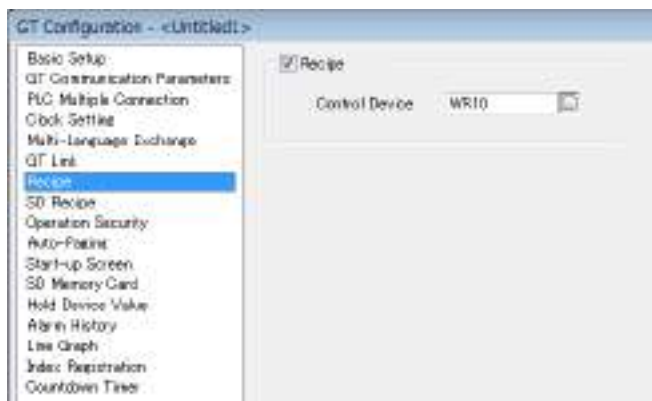 GT Configuration - <Untitled1>
Basic Setup
GT Communication Parameters
PLC Multiple Connection
Clock Setting
Multi-Language Exchange
GT Link
Recipe
SD Recipe
Operation Security
Auto-Paging
Start-up Screen
SD Memory Card
Hold Device Value
Alarm History
Line Graph
Index Registration
Countdown Timer
Recipe
Control Device WR10